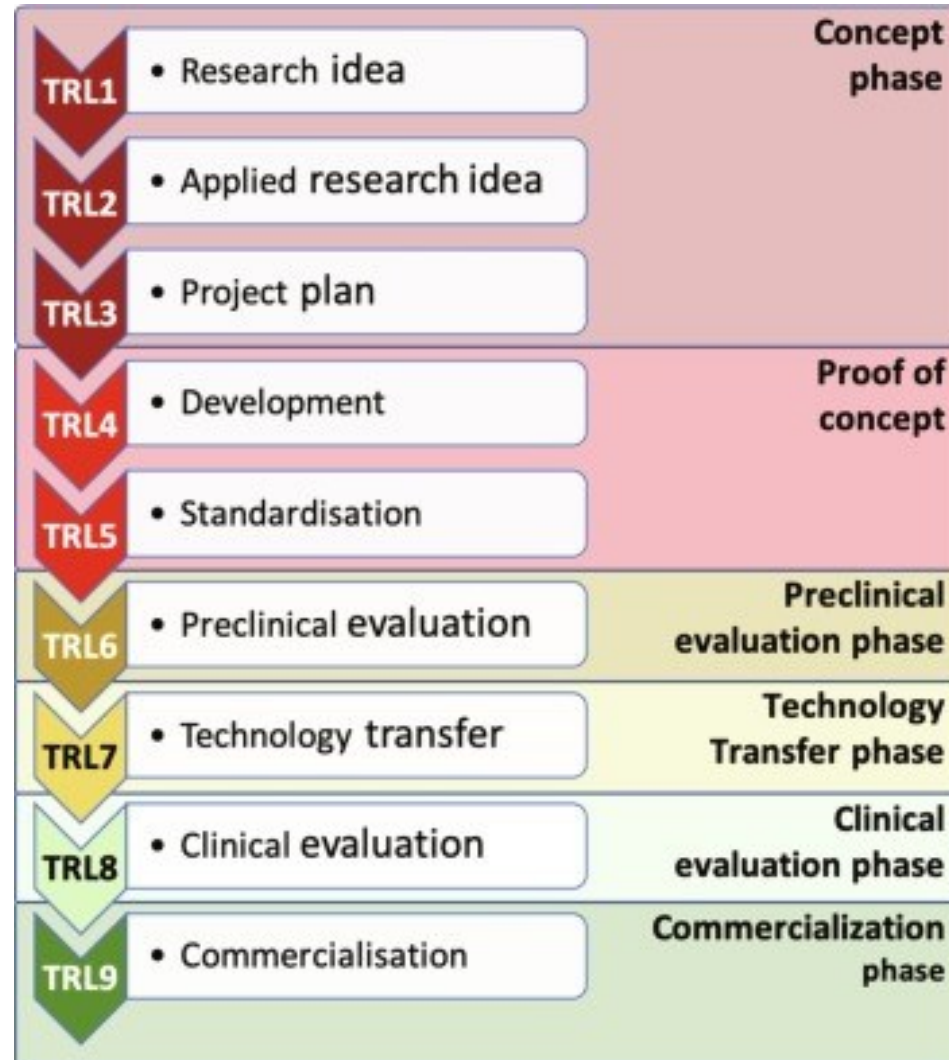 Concept
phase
TRL1
• Research idea
TRL2
• Applied research idea
TRL3
• Project plan
Proof of
concept
TRL4
• Development
TRL5
• Standardisation
Preclinical
evaluation phase
TRL6
• Preclinical evaluation
Technology
Transfer phase
TRL7
• Technology transfer
Clinical
evaluation phase
TRL8
• Clinical evaluation
Commercialization
phase
TRL9
• Commercialisation